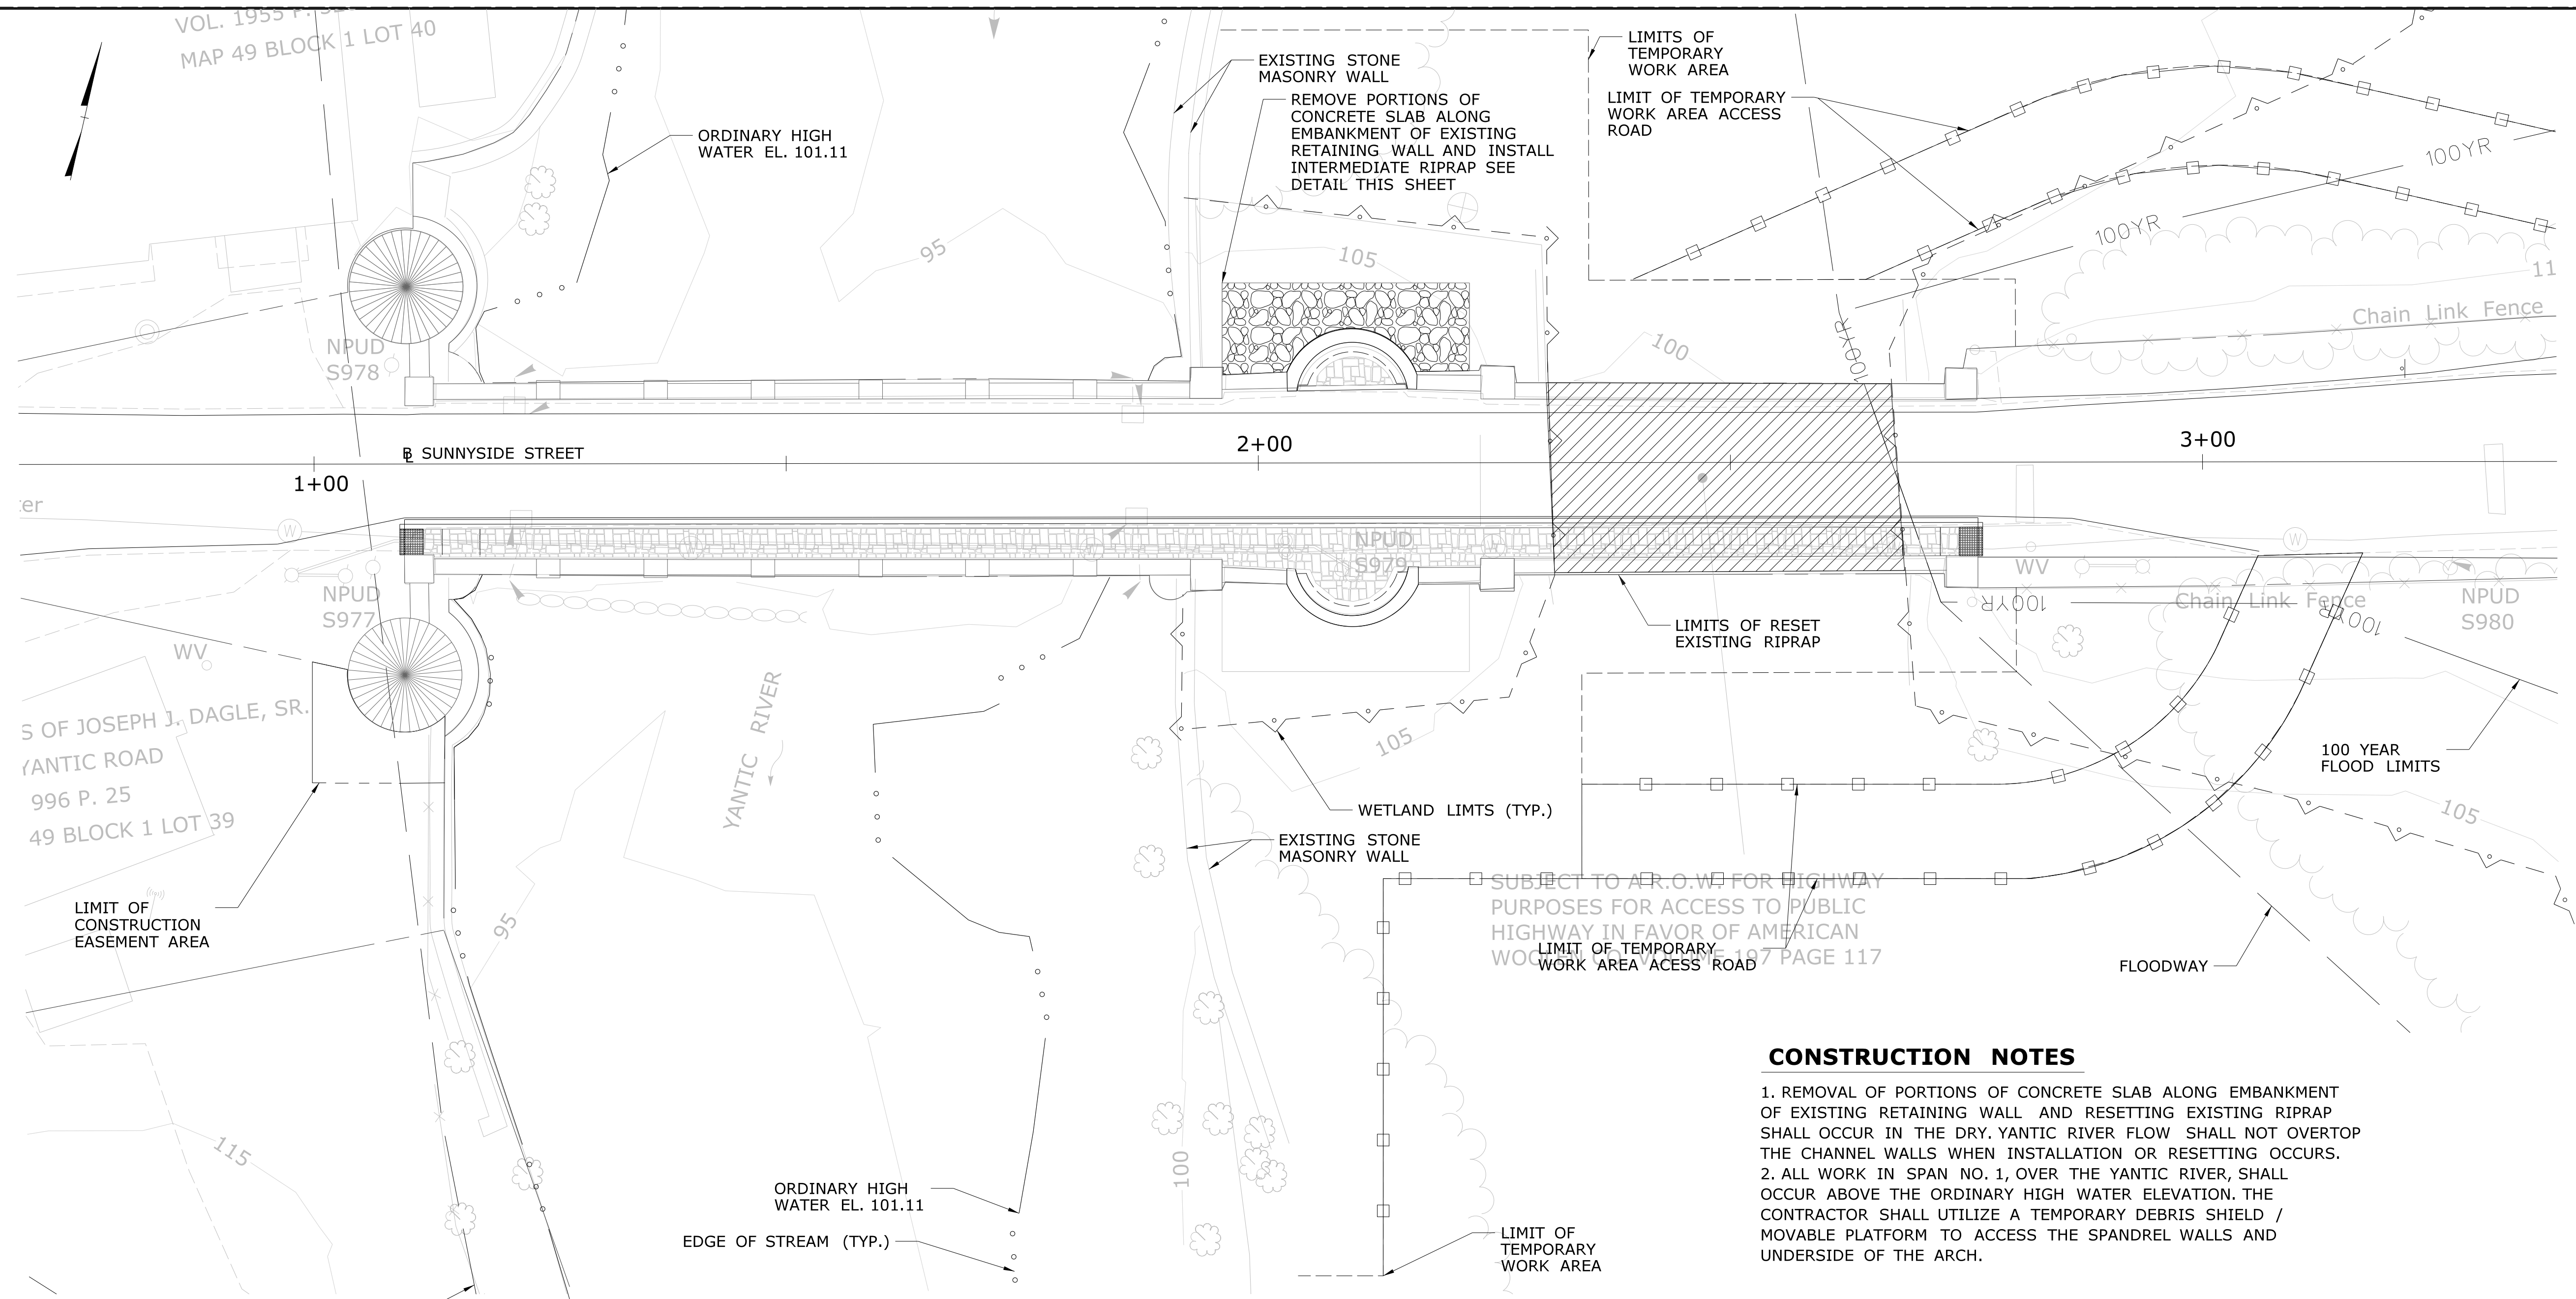 VOL. 1955 P.
MAP 49 BLOCK 1 LOT 40
ORDINARY HIGH
WATER EL. 101.11
EXISTING STONE
MASONRY WALL
REMOVE PORTIONS OF
CONCRETE SLAB ALONG
EMBANKMENT OF EXISTING
RETAINING WALL AND INSTALL
INTERMEDIATE RIPRAP SEE
DETAIL THIS SHEET
LIMITS OF
TEMPORARY
WORK AREA
LIMIT OF TEMPORARY
WORK AREA ACCESS
ROAD
100YR
100YR
95
105
11
Chain Link Fence
100
100YR
NPUD
S978
B SUNNYSIDE STREET
L
1+00
2+00
3+00
W
W
W
W
W
W
NPUD
S979
NPUD
S977
WV
WV
100YR
Chain Link Fence
100YR
NPUD
S980
LIMITS OF RESET
EXISTING RIPRAP
S OF JOSEPH J. DAGLE, SR.
YANTIC ROAD
996 P. 25
49 BLOCK 1 LOT 39
YANTIC RIVER
105
100 YEAR
FLOOD LIMITS
WETLAND LIMTS (TYP.)
105
EXISTING STONE
MASONRY WALL
SUBJECT TO A R.O.W. FOR HIGHWAY
PURPOSES FOR ACCESS TO PUBLIC
HIGHWAY IN FAVOR OF AMERICAN
WOOLEN CO. VOLUME 197 PAGE 117
LIMIT OF TEMPORARY
WORK AREA ACESS ROAD
LIMIT OF
CONSTRUCTION
EASEMENT AREA
95
FLOODWAY
115
100
ORDINARY HIGH
WATER EL. 101.11
EDGE OF STREAM (TYP.)
LIMIT OF
TEMPORARY
WORK AREA
CONSTRUCTION NOTES
1. REMOVAL OF PORTIONS OF CONCRETE SLAB ALONG EMBANKMENT
OF EXISTING RETAINING WALL AND RESETTING EXISTING RIPRAP
SHALL OCCUR IN THE DRY. YANTIC RIVER FLOW SHALL NOT OVERTOP
THE CHANNEL WALLS WHEN INSTALLATION OR RESETTING OCCURS.
2. ALL WORK IN SPAN NO. 1, OVER THE YANTIC RIVER, SHALL
OCCUR ABOVE THE ORDINARY HIGH WATER ELEVATION. THE
CONTRACTOR SHALL UTILIZE A TEMPORARY DEBRIS SHIELD /
MOVABLE PLATFORM TO ACCESS THE SPANDREL WALLS AND
UNDERSIDE OF THE ARCH.